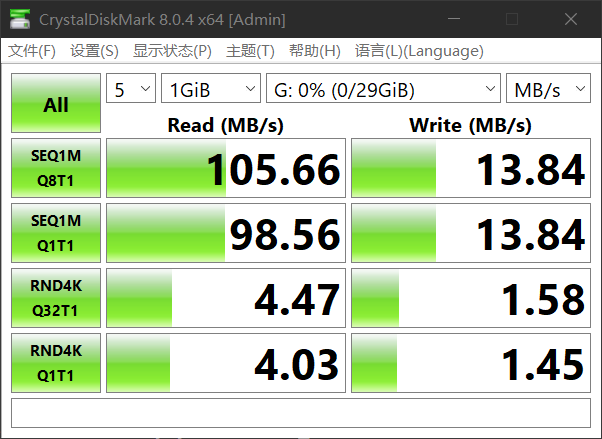 CrystalDiskMark 8.0.4 x64 [Admin]
文件(F) 设置(S) 显示状态(P) 主题(T) 帮助(H) 语言(L)(Language)
All 5 1GiB G: 0% (0/29GiB) MB/s
Read (MB/s) Write (MB/s)
SEQ1M
Q8T1 105.66 13.84
SEQ1M
Q1T1 98.56 13.84
RND4K
Q32T1 4.47 1.58
RND4K
Q1T1 4.03 1.45